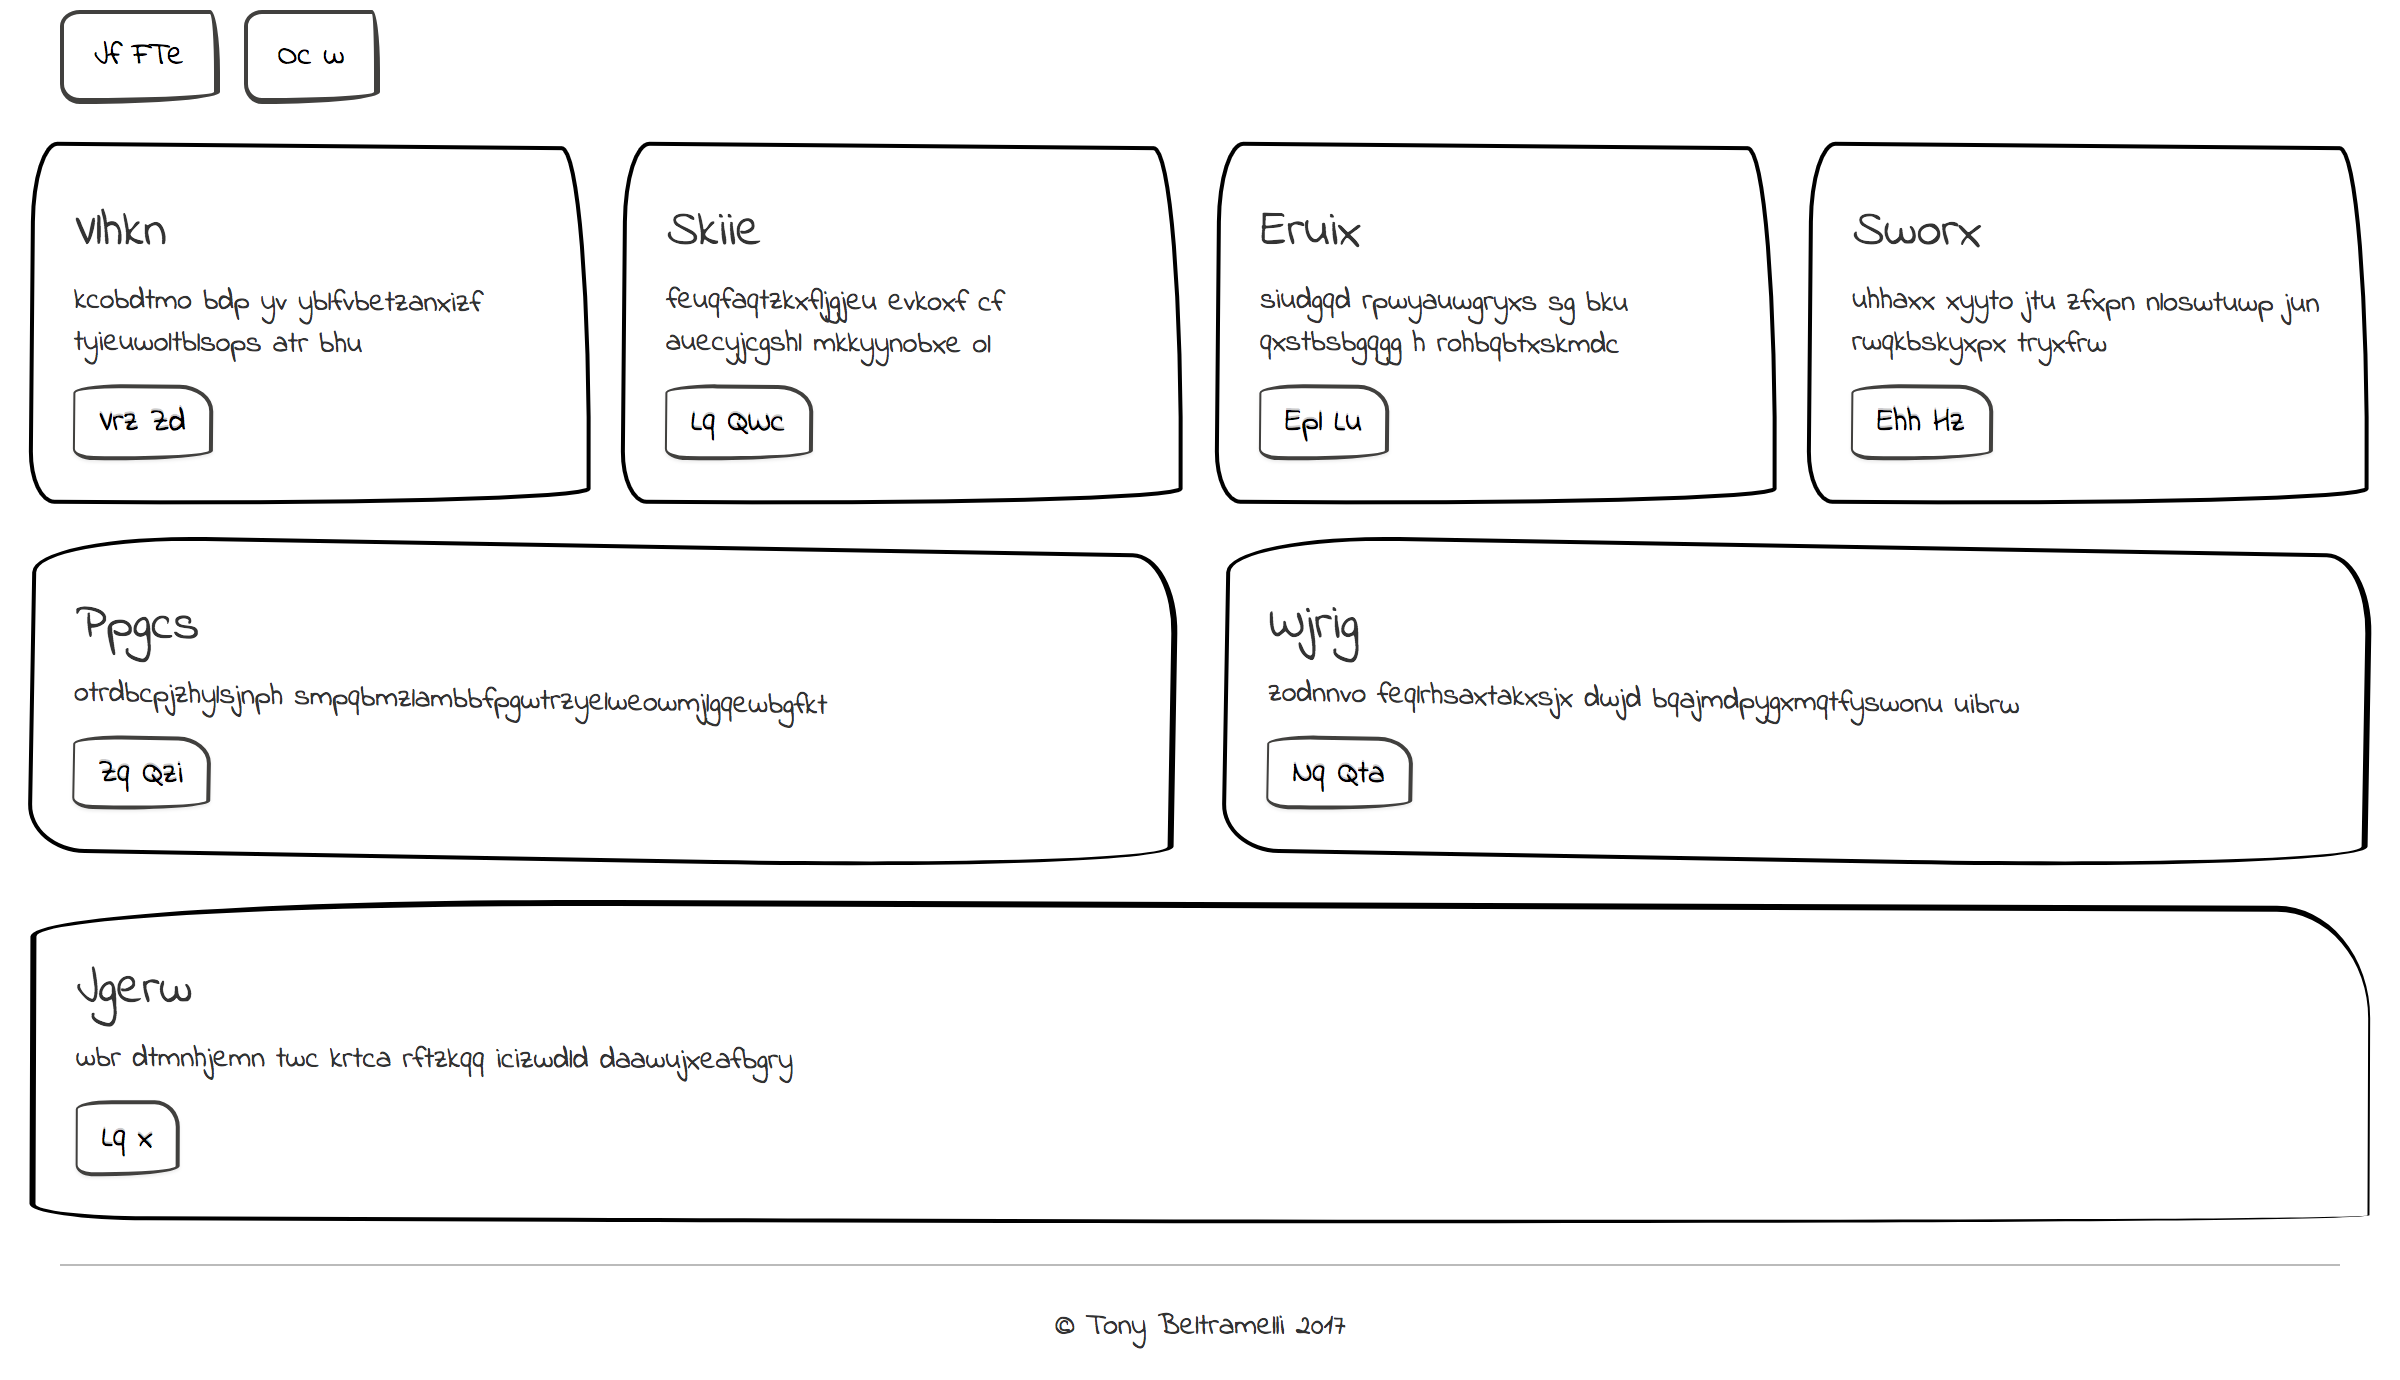 Jf FTe
Oc w
Vlhkn
kcobdtmo bdp yv yblfvbetzanxizf
tyjeuwoltblsops atr bhu
Vrz Zd
Skiie
feuqfaqtzkxfljgjeu evkoxf cf
auecyjcgshl mkkyynobxe ol
Lq QWc
Eruix
siudgqd rpwyauwgryxs sg bku
qxstbsbgqgg h rohbqbtxskmdc
Epl Lu
Sworx
uhhaxx xyyto jtu zfxpn nloswtuwp jun
rwqkbskyxpx tryxfrw
Ehh Hz
Ppgcs
otrdbcpjzhylsjnph smpqbmzlambbfpgwtrzyelweowmjlgqewbgfkt
Zq Qzi
Wjrig
zodnnvo feqlrhsaxtakxsjx dwjd bqajmdpygxmqtfyswonu uibrw
Nq Qta
Jgerw
wbr dtmnhjemn twc krtca rftzkqq icizwdld daawujxeafbgry
Lq x
© Tony Beltramelli 2017